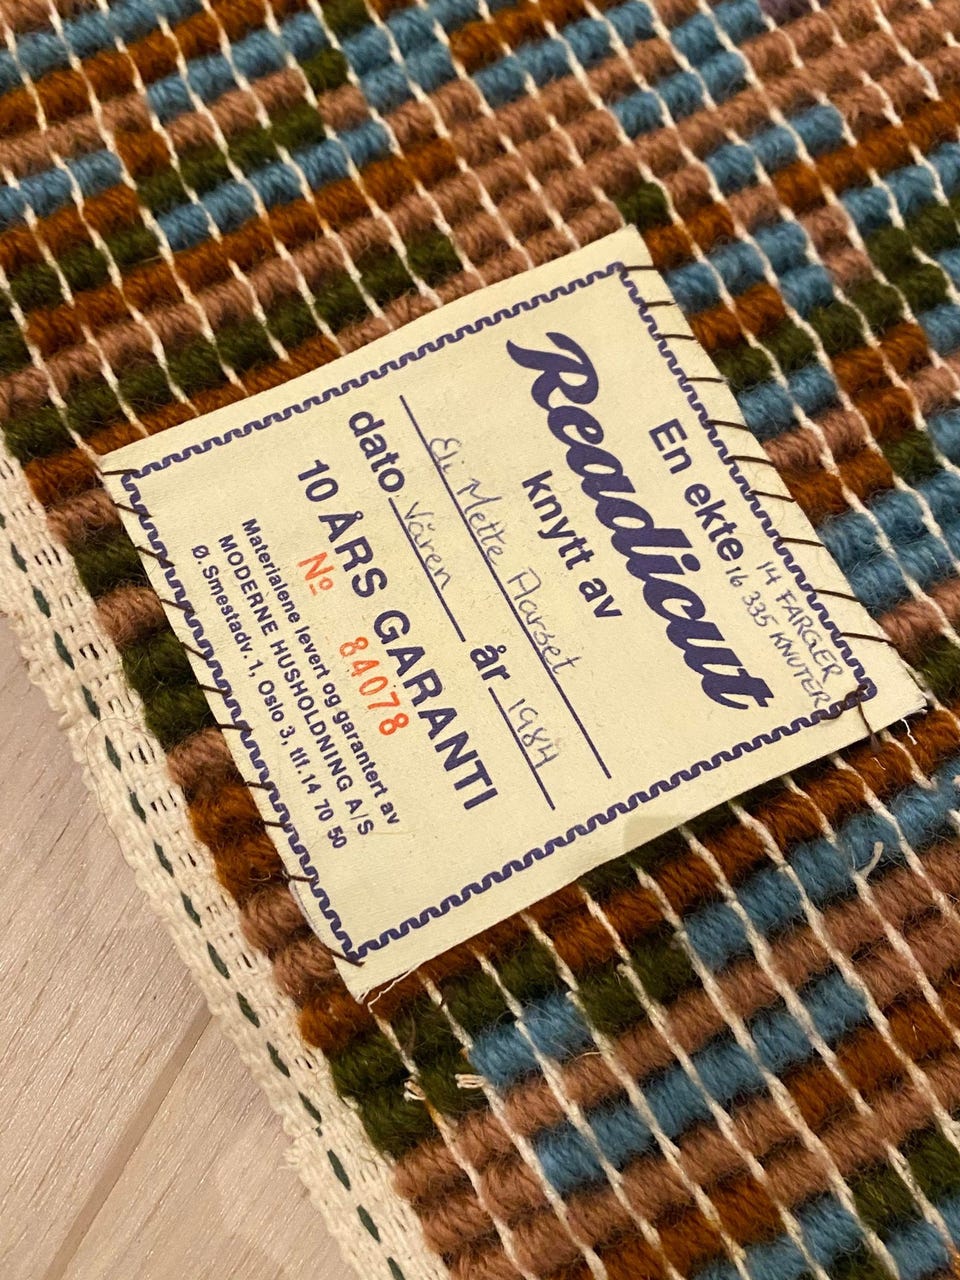 En ekte
14 FARGER
16 335 KNUTER
Readicut
knytt av
Eli Mette Aarset
dato Våren år 1984
10 ÅRS GARANTI
Nº 84078
Materialene levert og garantert av
MODERNE HUSHOLDNING A/S
Ø. Smestadv. 1, Oslo 3, tlf. 14 70 50